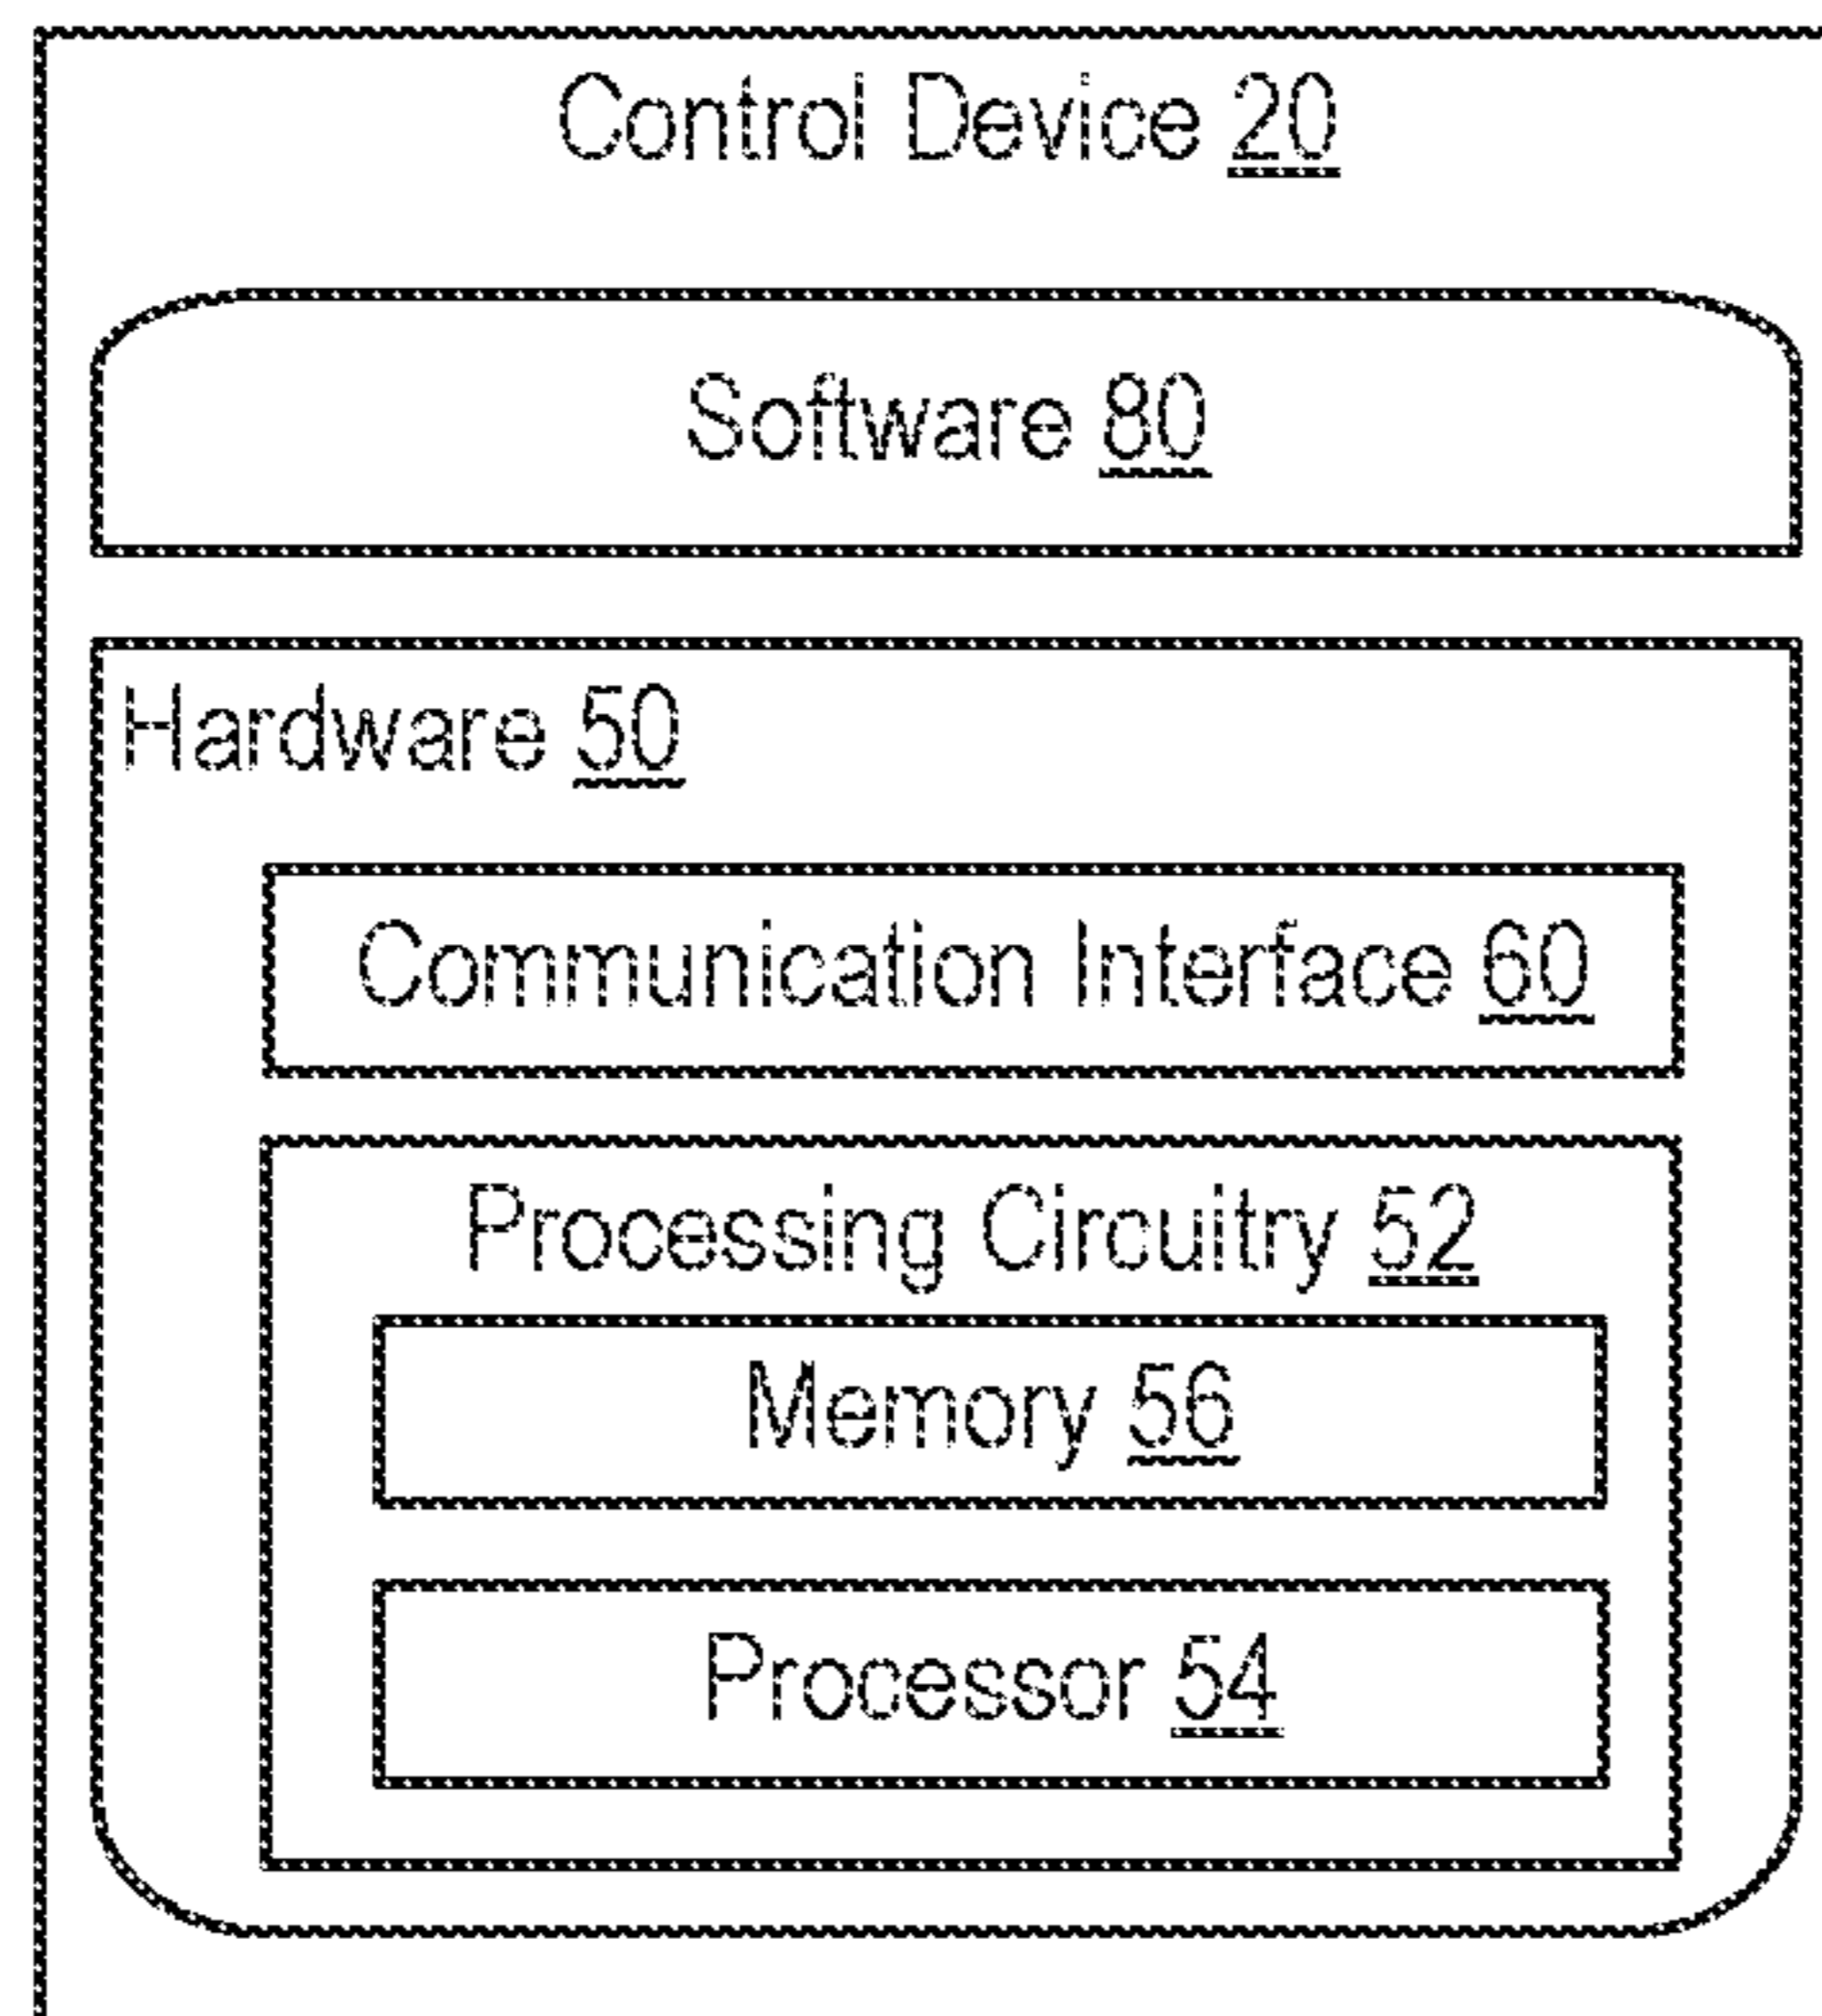 Control Device 20
Software 80
Hardware 50
Communication Interface 60
Processing Circuitry 52
Memory 56
Processor 54